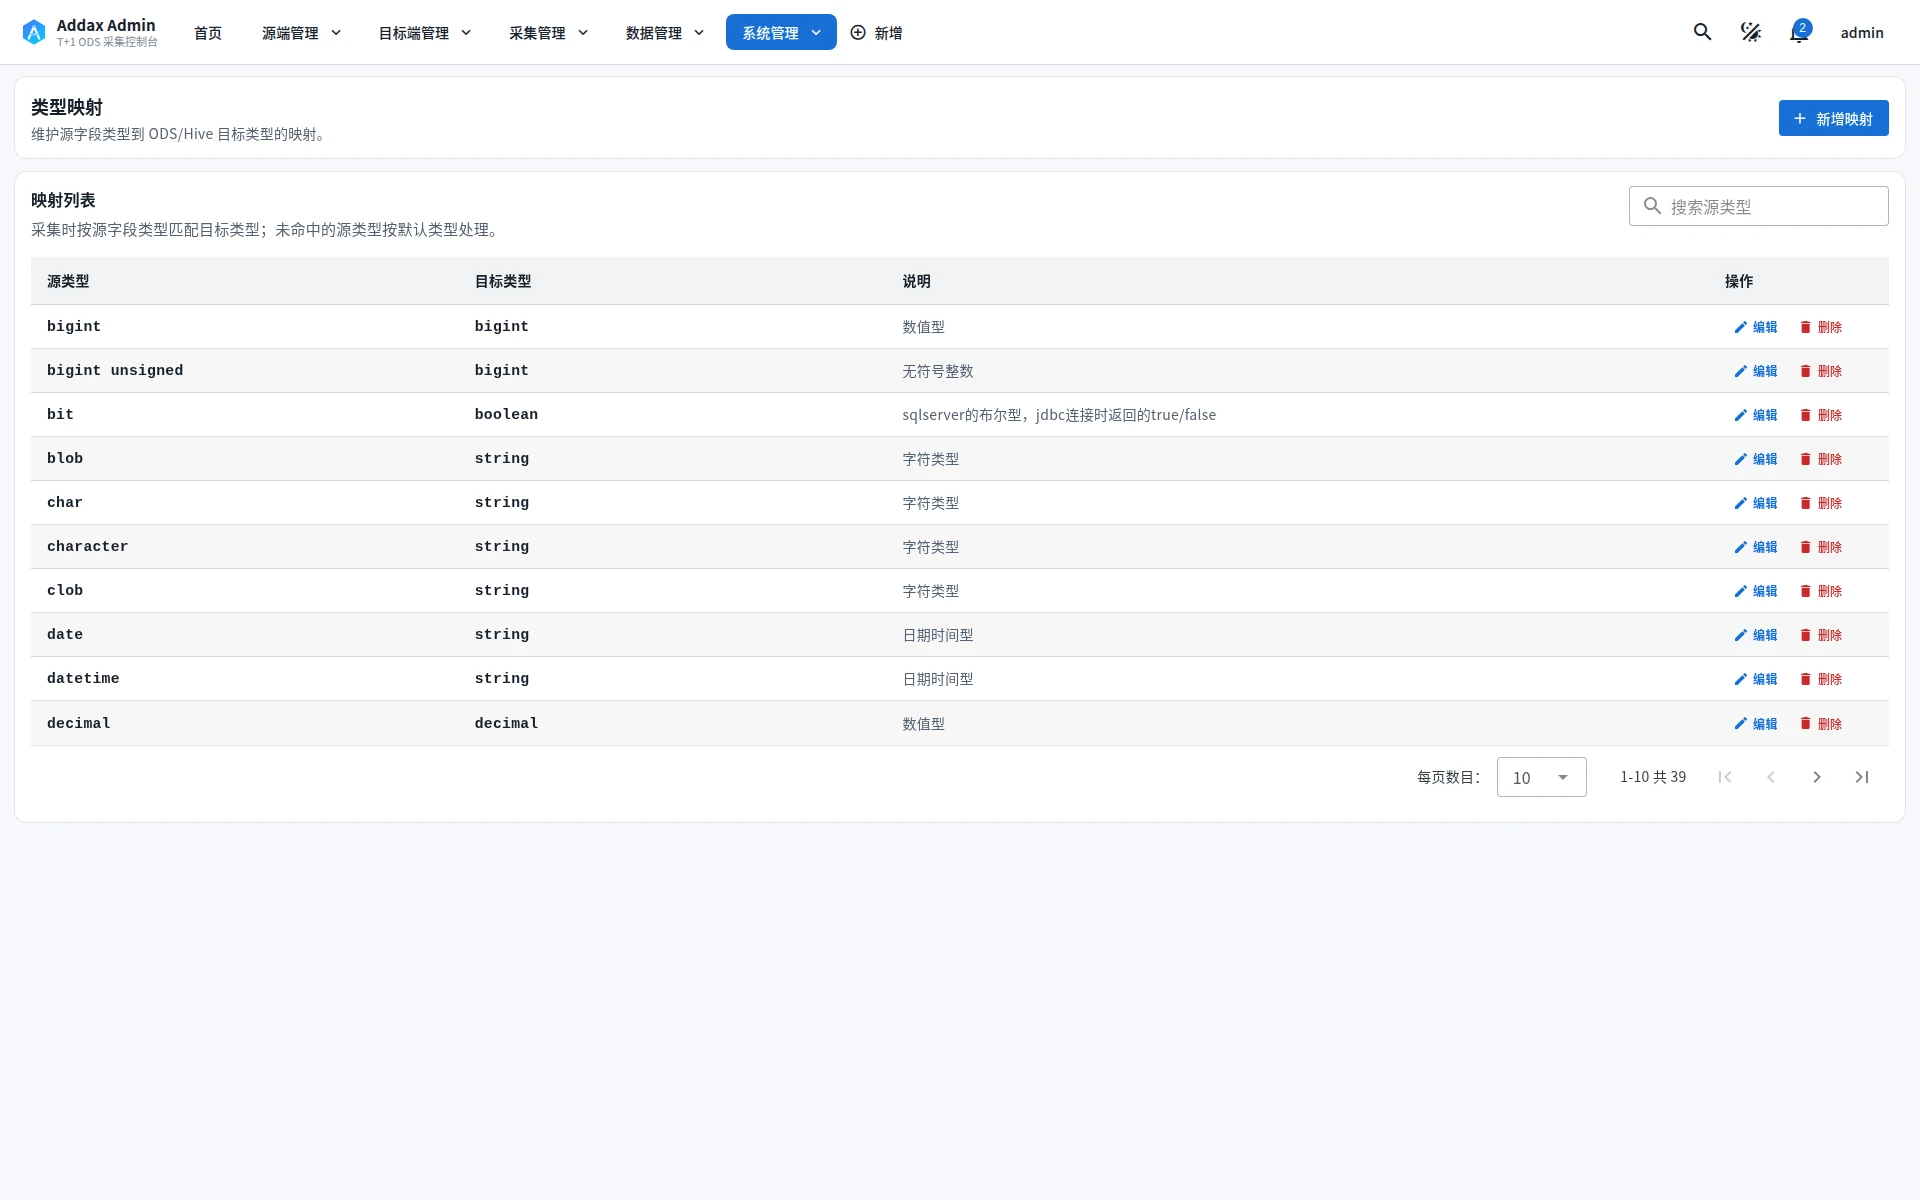 Addax Admin
T+1 ODS 采集控制台
首页 源端管理 目标端管理 采集管理 数据管理 系统管理 新增
2
admin
类型映射
维护源字段类型到 ODS/Hive 目标类型的映射。
新增映射
映射列表
采集时按源字段类型匹配目标类型；未命中的源类型按默认类型处理。
搜索源类型
源类型 目标类型 说明 操作
bigint bigint 数值型 编辑 删除
bigint unsigned bigint 无符号整数 编辑 删除
bit boolean sqlserver的布尔型，jdbc连接时返回的true/false 编辑 删除
blob string 字符类型 编辑 删除
char string 字符类型 编辑 删除
character string 字符类型 编辑 删除
clob string 字符类型 编辑 删除
date string 日期时间型 编辑 删除
datetime string 日期时间型 编辑 删除
decimal decimal 数值型 编辑 删除
每页数目： 10 1-10 共 39